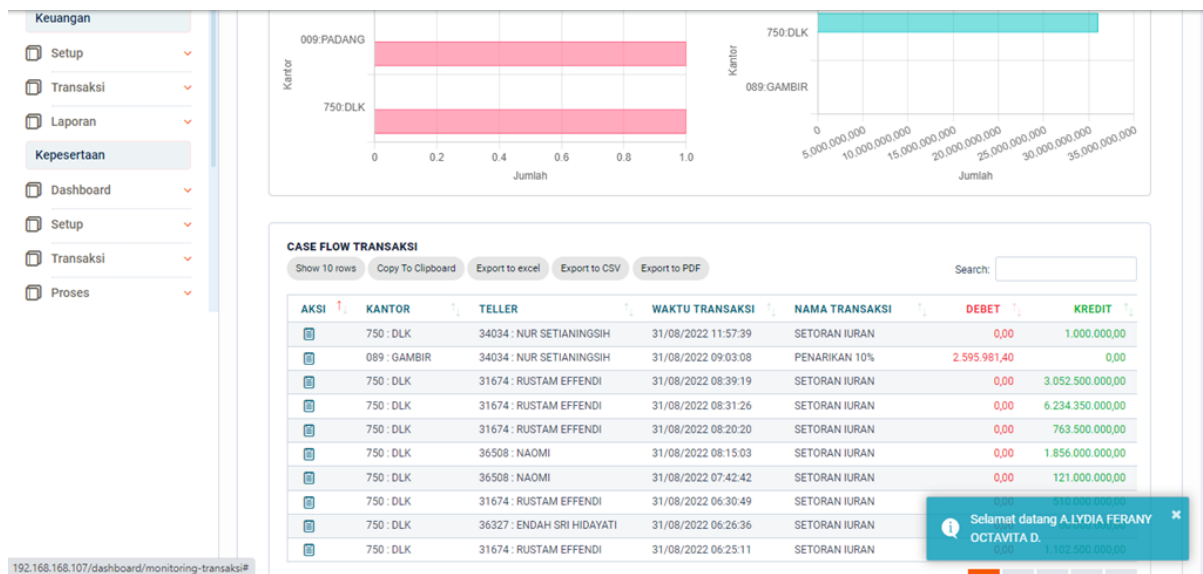 Keuangan
Setup
Transaksi
Laporan
Kepesertaan
Dashboard
Setup
Transaksi
Proses
Kantor
009:PADANG
750:DLK
0 0.2 0.4 0.6 0.8 1.0
Jumlah
Kantor
750:DLK
089:GAMBIR
0 5,000,000,000 10,000,000,000 15,000,000,000 20,000,000,000 25,000,000,000 30,000,000,000 35,000,000,000
Jumlah
CASE FLOW TRANSAKSI
Show 10 rows Copy To Clipboard Export to excel Export to CSV Export to PDF Search:
AKSI KANTOR TELLER WAKTU TRANSAKSI NAMA TRANSAKSI DEBET KREDIT
750 : DLK 34034 : NUR SETIANINGSIH 31/08/2022 11:57:39 SETORAN IURAN 0,00 1.000.000,00
089 : GAMBIR 34034 : NUR SETIANINGSIH 31/08/2022 09:03:08 PENARIKAN 10% 2.595.981,40 0,00
750 : DLK 31674 : RUSTAM EFFENDI 31/08/2022 08:39:19 SETORAN IURAN 0,00 3.052.500.000,00
750 : DLK 31674 : RUSTAM EFFENDI 31/08/2022 08:31:26 SETORAN IURAN 0,00 6.234.350.000,00
750 : DLK 31674 : RUSTAM EFFENDI 31/08/2022 08:20:20 SETORAN IURAN 0,00 763.500.000,00
750 : DLK 36508 : NAOMI 31/08/2022 08:15:03 SETORAN IURAN 0,00 1.856.000.000,00
750 : DLK 36508 : NAOMI 31/08/2022 07:42:42 SETORAN IURAN 0,00 121.000.000,00
750 : DLK 31674 : RUSTAM EFFENDI 31/08/2022 06:30:49 SETORAN IURAN 0,00 510.000.000,00
750 : DLK 36327 : ENDAH SRI HIDAYATI 31/08/2022 06:26:36 SETORAN IURAN
750 : DLK 31674 : RUSTAM EFFENDI 31/08/2022 06:25:11 SETORAN IURAN 0,00 1.102.500.000,00
Selamat datang A.LYDIA FERANY
OCTAVITA D.
192.168.168.107/dashboard/monitoring-transaksi#